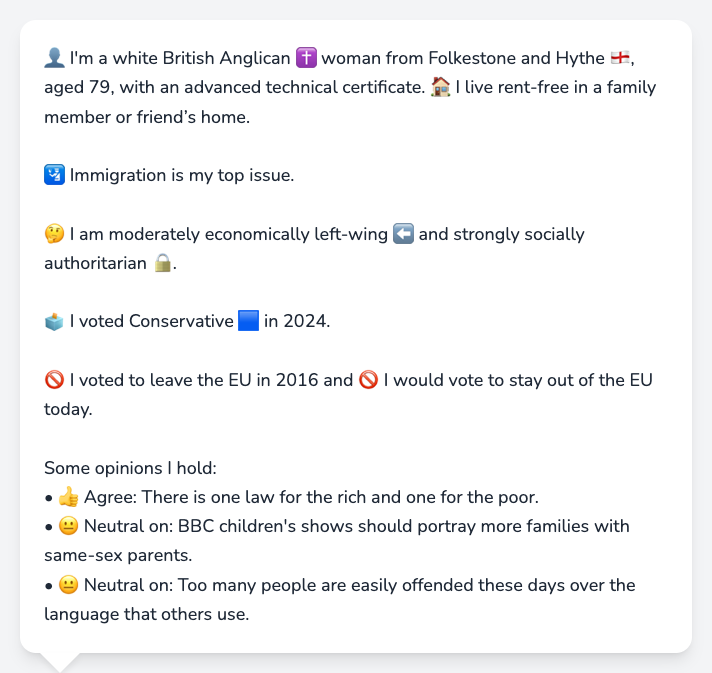 👤 I'm a white British Anglican ✝️ woman from Folkestone and Hythe 🏴󠁧󠁢󠁥󠁮󠁧󠁿,
aged 79, with an advanced technical certificate. 🏠 I live rent-free in a family
member or friend’s home.
🛂 Immigration is my top issue.
🤔 I am moderately economically left-wing ⬅️ and strongly socially
authoritarian 🔒.
🗳️ I voted Conservative 🟦 in 2024.
🚫 I voted to leave the EU in 2016 and 🚫 I would vote to stay out of the EU
today.
Some opinions I hold:
• 👍 Agree: There is one law for the rich and one for the poor.
• 😐 Neutral on: BBC children's shows should portray more families with
same-sex parents.
• 😐 Neutral on: Too many people are easily offended these days over the
language that others use.